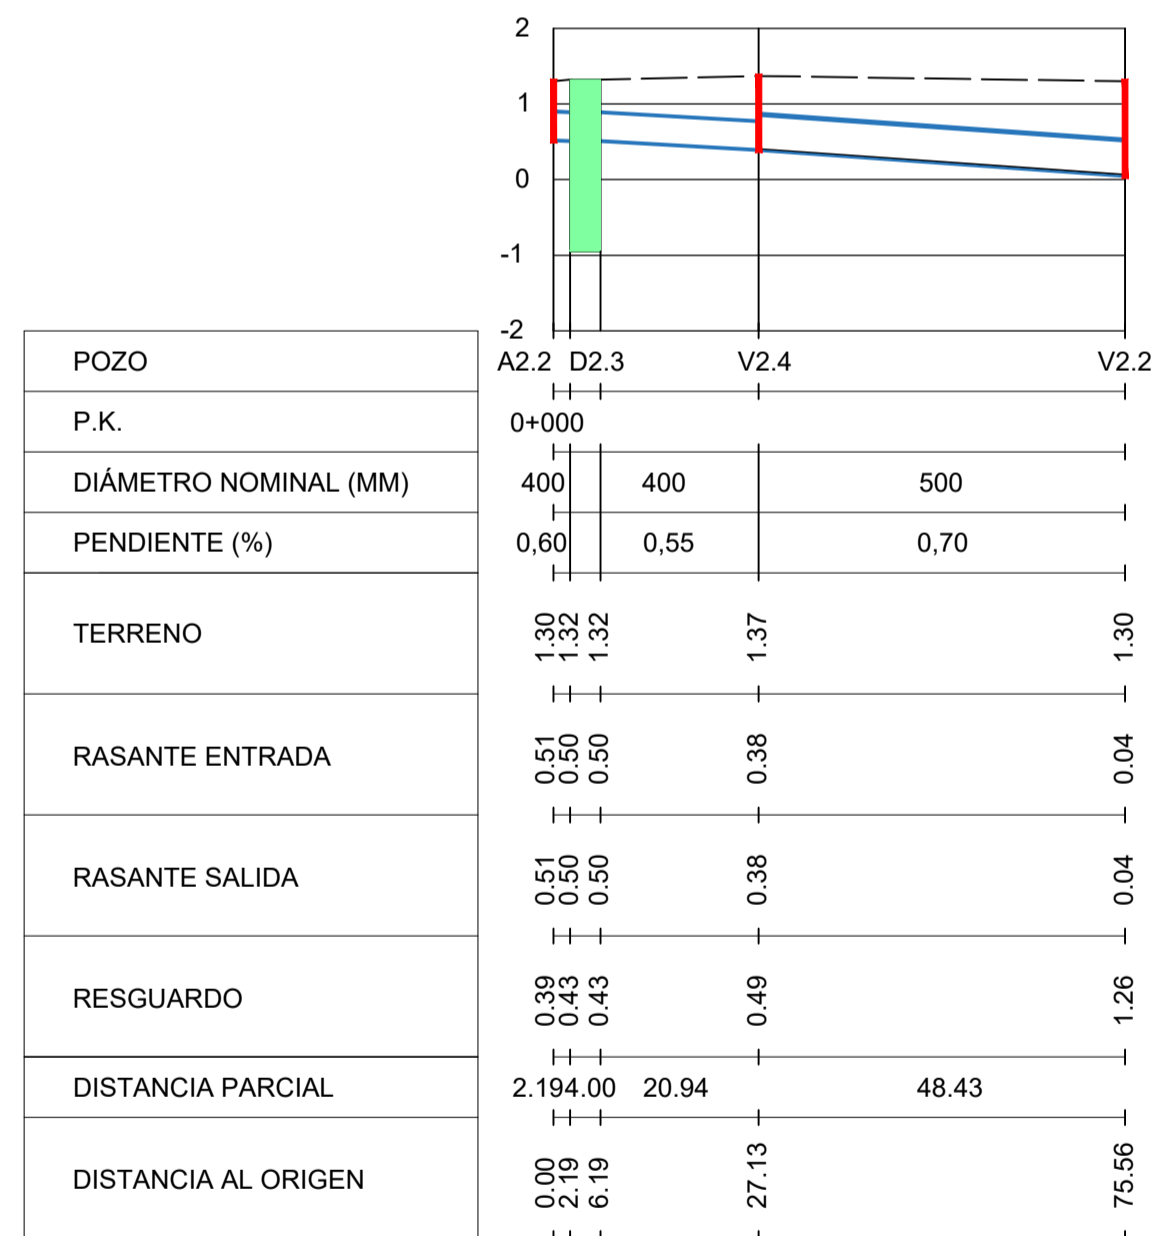 2
1
0
-1
-2
POZO A2.2 D2.3 V2.4 V2.2
P.K. 0+000
DIÁMETRO NOMINAL (MM) 400 400 500
PENDIENTE (%) 0,60 0,55 0,70
TERRENO 1.30 1.32 1.32 1.37 1.30
RASANTE ENTRADA 0.51 0.50 0.50 0.38 0.04
RASANTE SALIDA 0.51 0.50 0.50 0.38 0.04
RESGUARDO 0.39 0.43 0.43 0.49 1.26
DISTANCIA PARCIAL 2.194.00 20.94 48.43
DISTANCIA AL ORIGEN 0.00 2.19 6.19 27.13 75.56